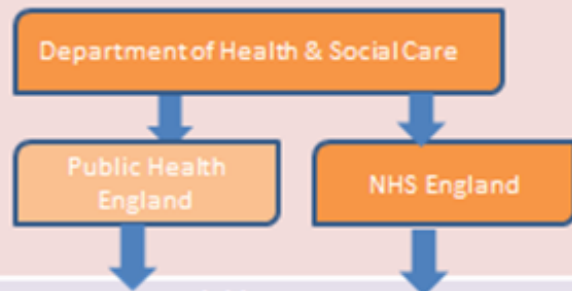 Department of Health & Social Care
Public Health
England
NHS England